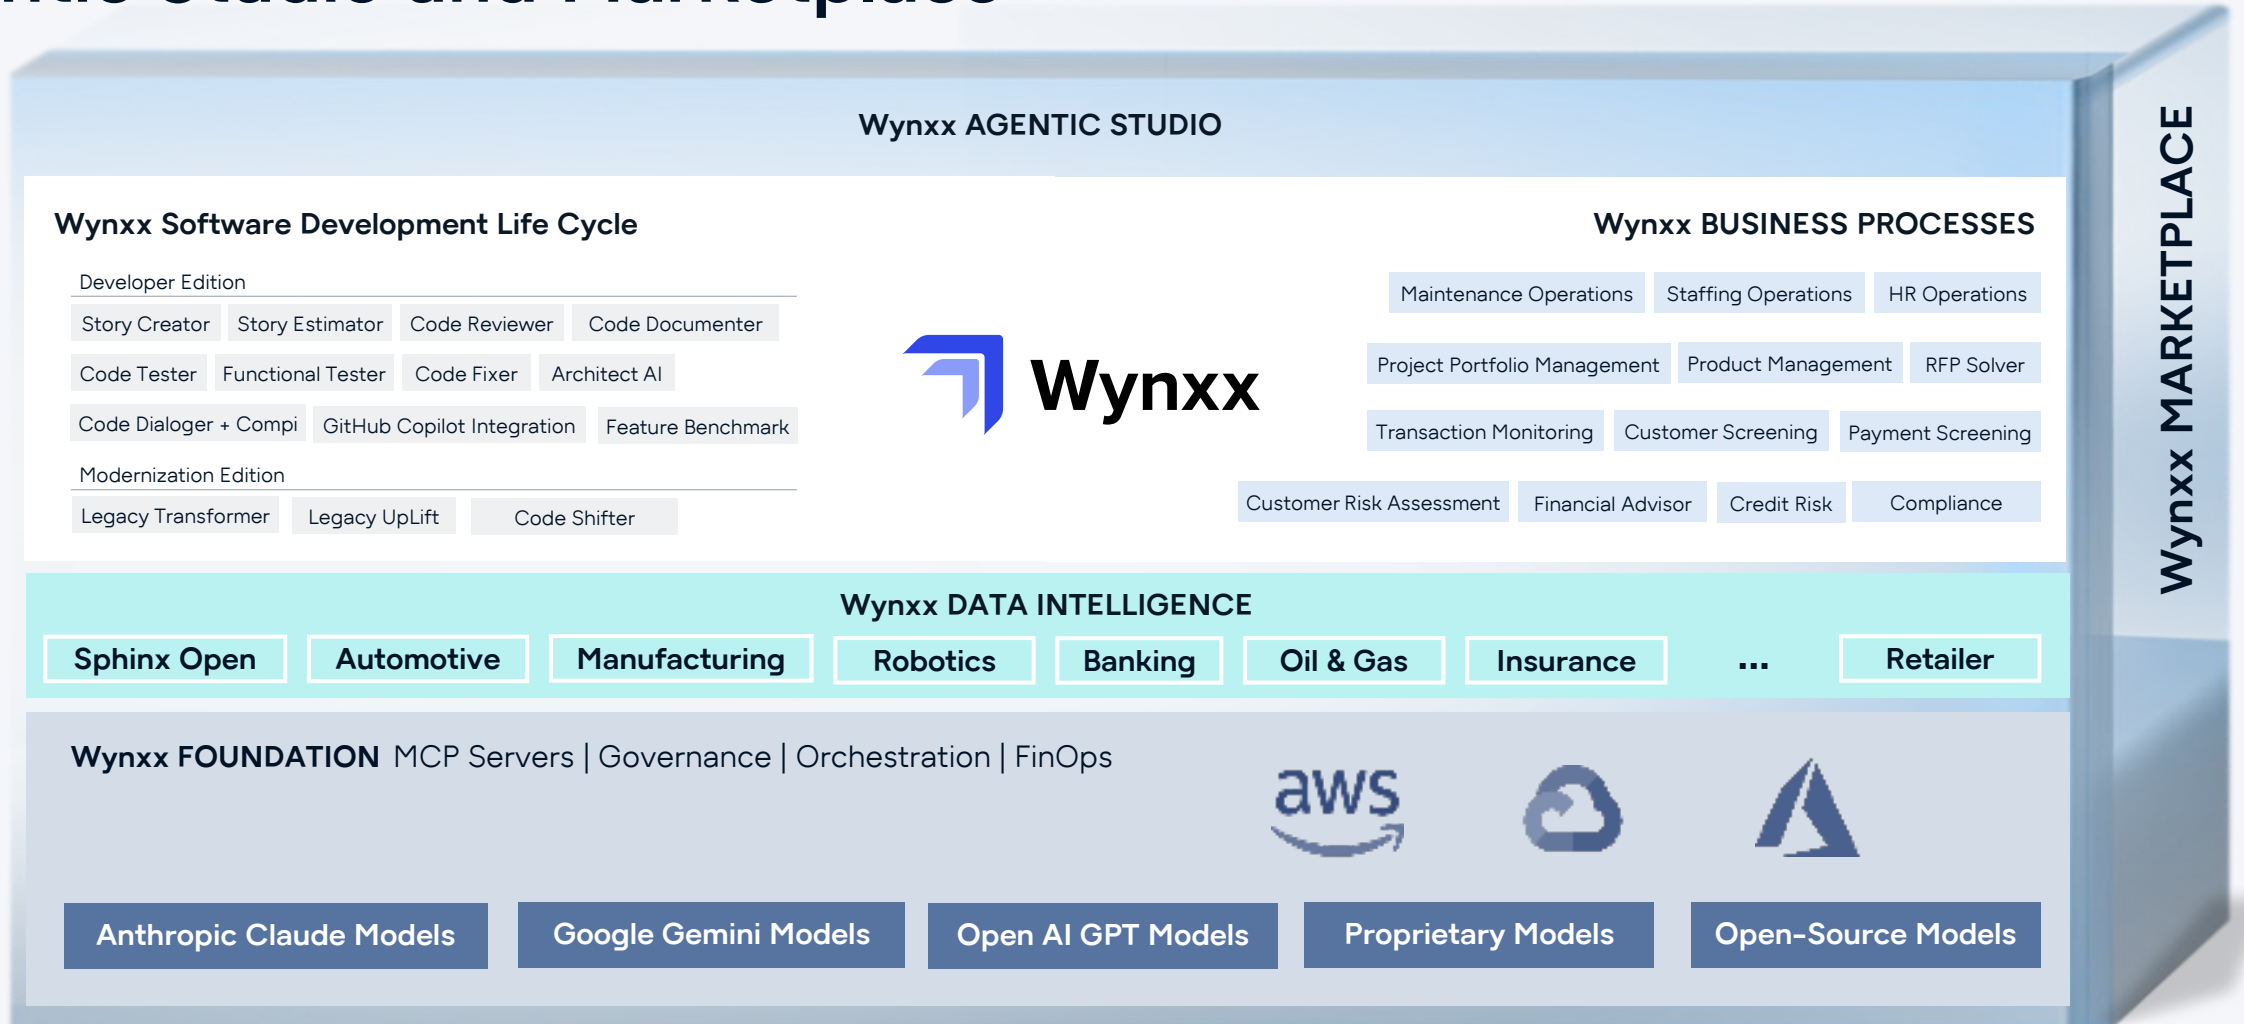 Studio and Marketplace
Wynxx AGENTIC STUDIO
Wynxx MARKETPLACE
Wynxx Software Development Life Cycle
Developer Edition
Story Creator Story Estimator Code Reviewer Code Documenter
Code Tester Functional Tester Code Fixer Architect AI
Code Dialoger + Compi GitHub Copilot Integration Feature Benchmark
Modernization Edition
Legacy Transformer Legacy UpLift Code Shifter
Wynxx
Wynxx BUSINESS PROCESSES
Maintenance Operations Staffing Operations HR Operations
Project Portfolio Management Product Management RFP Solver
Transaction Monitoring Customer Screening Payment Screening
Customer Risk Assessment Financial Advisor Credit Risk Compliance
Wynxx DATA INTELLIGENCE
Sphinx Open Automotive Manufacturing Robotics Banking Oil & Gas Insurance ... Retailer
Wynxx FOUNDATION MCP Servers | Governance | Orchestration | FinOps
aws
Anthropic Claude Models Google Gemini Models Open AI GPT Models Proprietary Models Open-Source Models